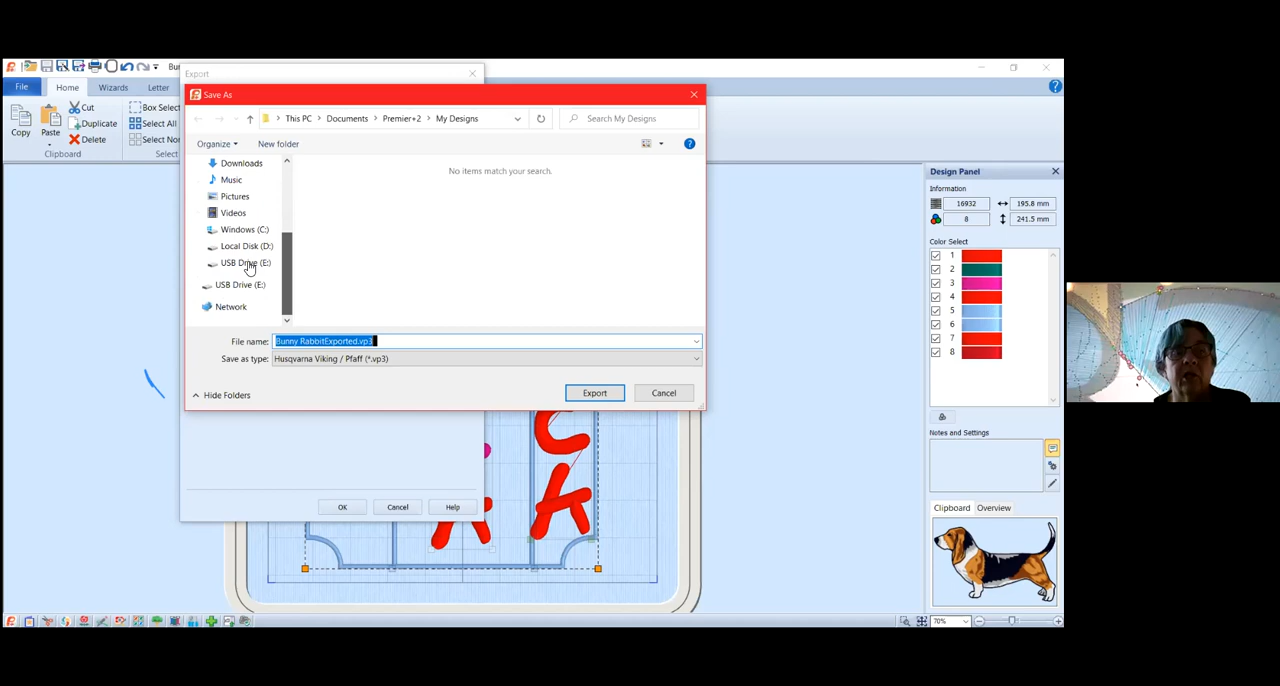 Bun
Export
File Home Wizards Letter
Save As
Copy Paste Cut Duplicate Delete
Clipboard
Box Select
Select All
Select Non
Select
This PC Documents Premier+2 My Designs
Search My Designs
Organize New folder
Downloads
Music
Pictures
Videos
Windows (C:)
Local Disk (D:)
USB Drive (E:)
USB Drive (E:)
Network
No items match your search.
File name: Bunny RabbitExported.vp3
Save as type: Husqvarna Viking / Pfaff (*.vp3)
Hide Folders
Export Cancel
OK Cancel Help
Design Panel
Information
16932 195.8 mm
8 241.5 mm
Color Select
1
2
3
4
5
6
7
8
Notes and Settings
Clipboard Overview
70%